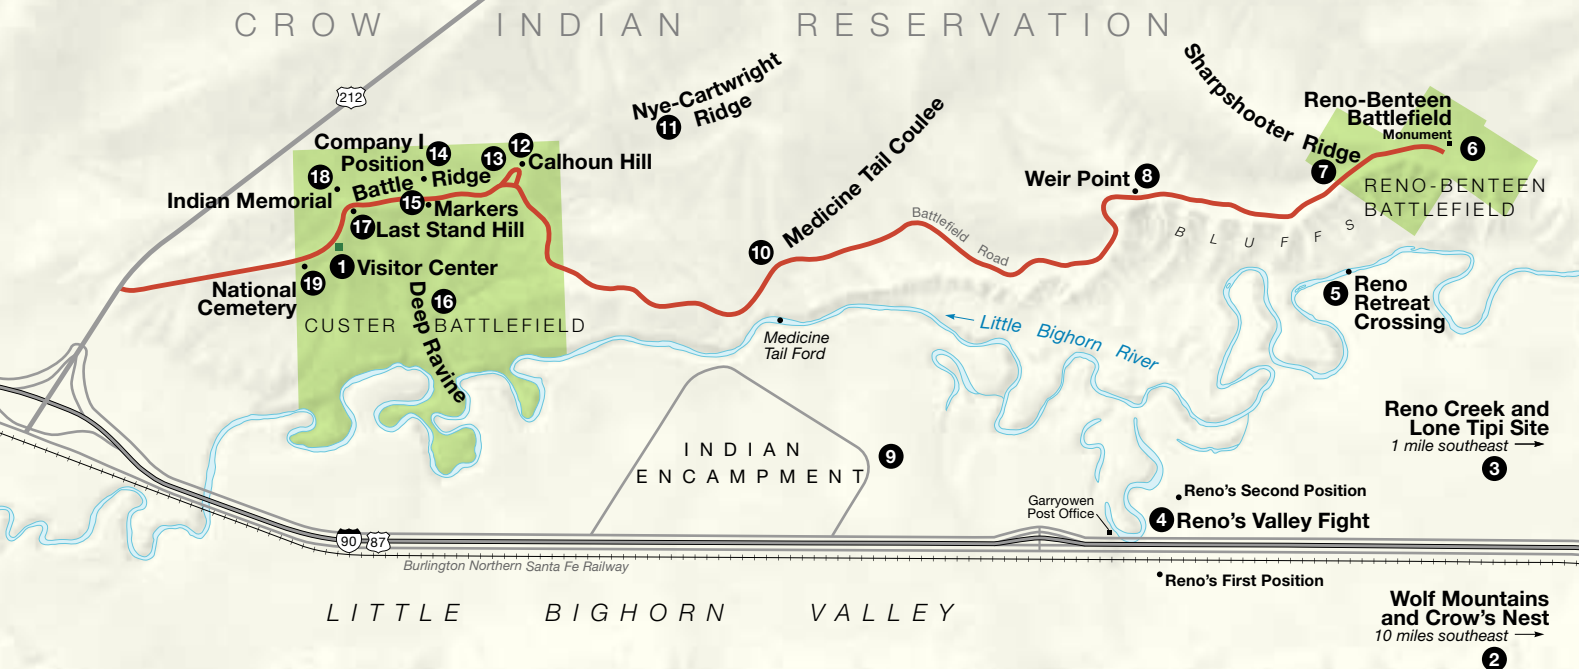 CROW INDIAN RESERVATION
212
Nye-Cartwright
Ridge
11
Sharpshooter Ridge
7
Reno-Benteen
Battlefield
Monument
6
RENO-BENTEEN
BATTLEFIELD
Company I
Position
14
13
12
Calhoun Hill
18
Indian Memorial
Battle Ridge
15
Markers
17
Last Stand Hill
1
Visitor Center
19
National
Cemetery
16
Deep Ravine
CUSTER BATTLEFIELD
10
Medicine Tail Coulee
Battlefield Road
Weir Point
8
BLUFFS
5
Reno
Retreat
Crossing
Medicine
Tail Ford
Little Bighorn River
INDIAN
ENCAMPMENT
9
Reno Creek and
Lone Tipi Site
1 mile southeast
3
Garryowen
Post Office
Reno's Second Position
4
Reno's Valley Fight
90
87
Burlington Northern Santa Fe Railway
Reno's First Position
LITTLE BIGHORN VALLEY
Wolf Mountains
and Crow's Nest
10 miles southeast
2